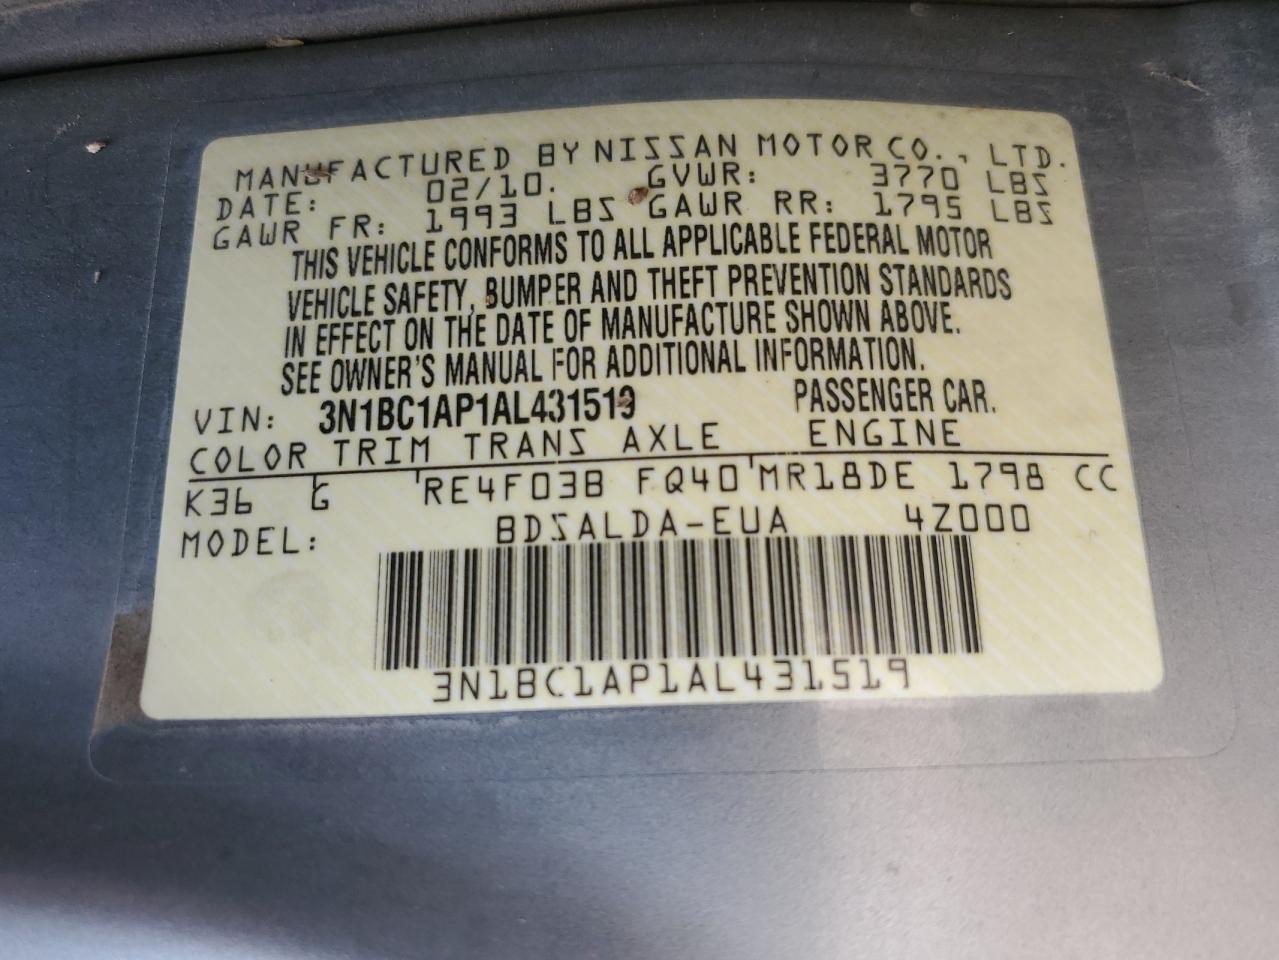 MANUFACTURED BY NISSAN MOTOR CO., LTD.
DATE: 02/10. GVWR: 3770 LBS
GAWR FR: 1993 LBS GAWR RR: 1795 LBS
THIS VEHICLE CONFORMS TO ALL APPLICABLE FEDERAL MOTOR
VEHICLE SAFETY, BUMPER AND THEFT PREVENTION STANDARDS
IN EFFECT ON THE DATE OF MANUFACTURE SHOWN ABOVE.
SEE OWNER'S MANUAL FOR ADDITIONAL INFORMATION.
VIN: 3N1BC1AP1AL431519 PASSENGER CAR.
COLOR TRIM TRANS AXLE ENGINE
K36 G RE4F03B FQ40 MR18DE 1798 CC
MODEL: BDSALDA-EUA 4Z000
3N1BC1AP1AL431519